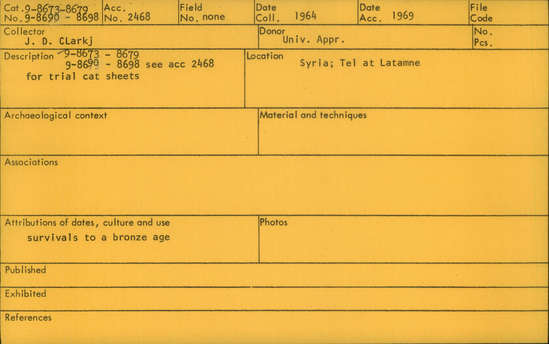 Cat. 9-8673-8679 Acc. Field Date Date File
No. 9-8690 - 8698 No. 2468 No. none Coll. 1964 Acc. 1969 Code
Collector Donor No.
J. D. CLarkj Univ. Appr. Pcs.
Description 9-8673 - 8679 Location
9-8690 - 8698 see acc 2468 Syria; Tel at Latamne
for trial cat sheets
Archaeological context Material and techniques
Associations
Attributions of dates, culture and use Photos
survivals to a bronze age
Published
Exhibited
References